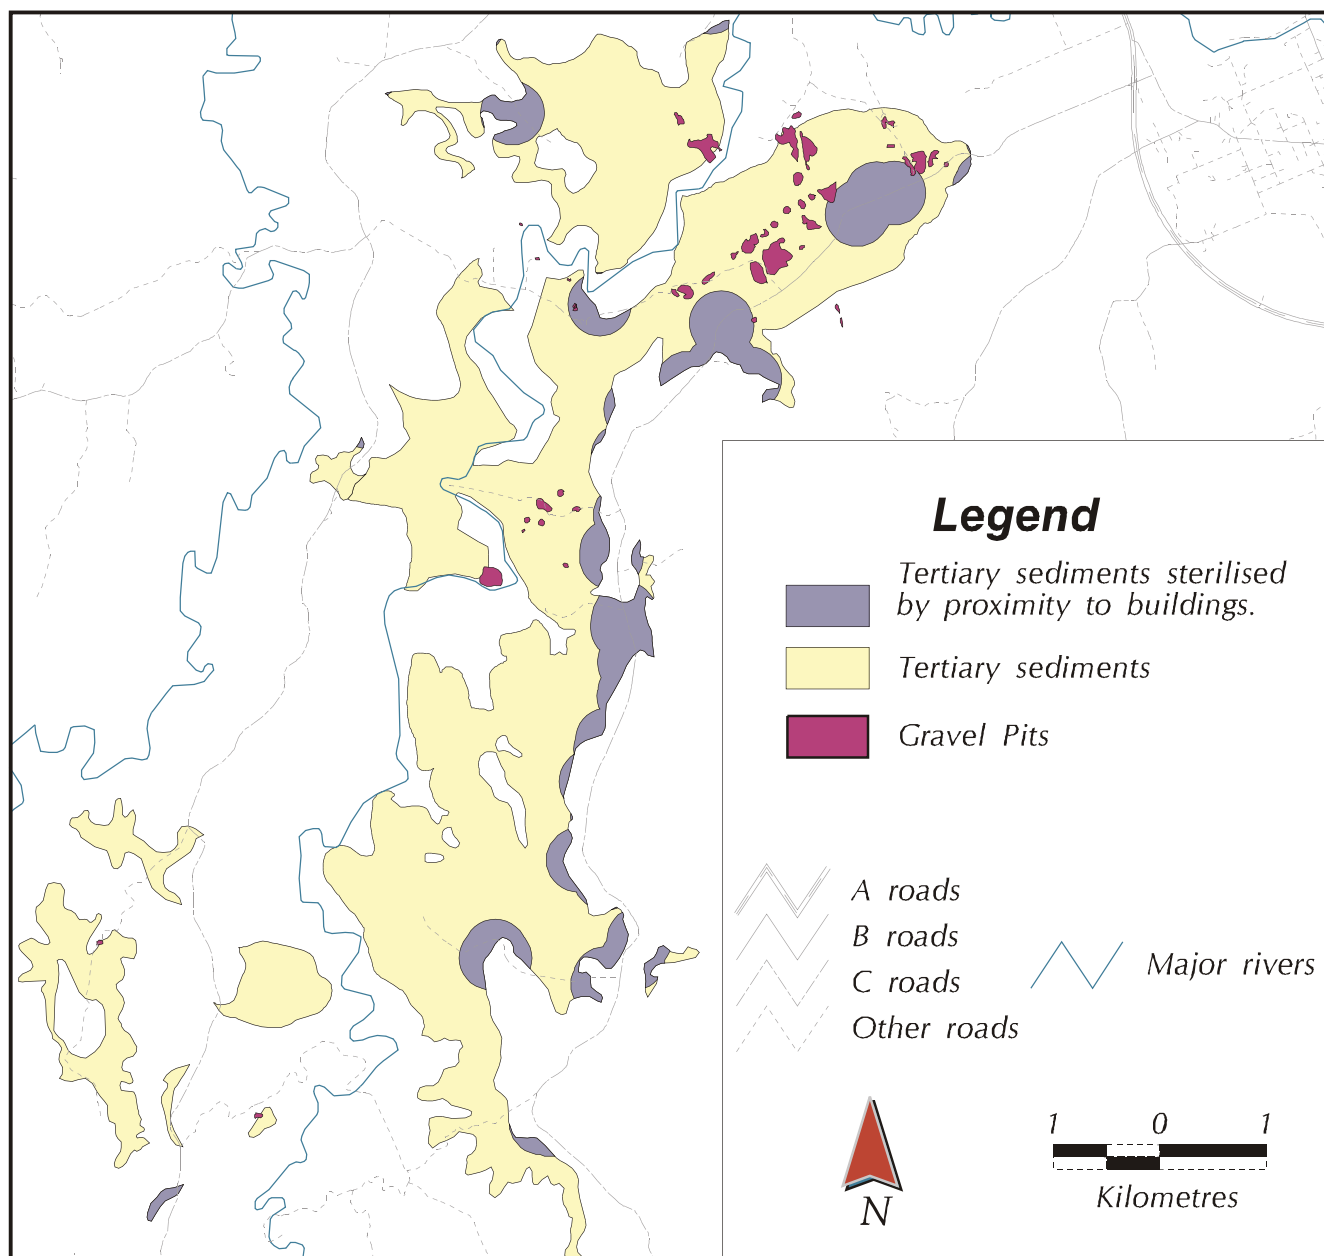 Legend
Tertiary sediments sterilised
by proximity to buildings.
Tertiary sediments
Gravel Pits
A roads
B roads
C roads
Other roads
Major rivers
1 0 1
Kilometres
N